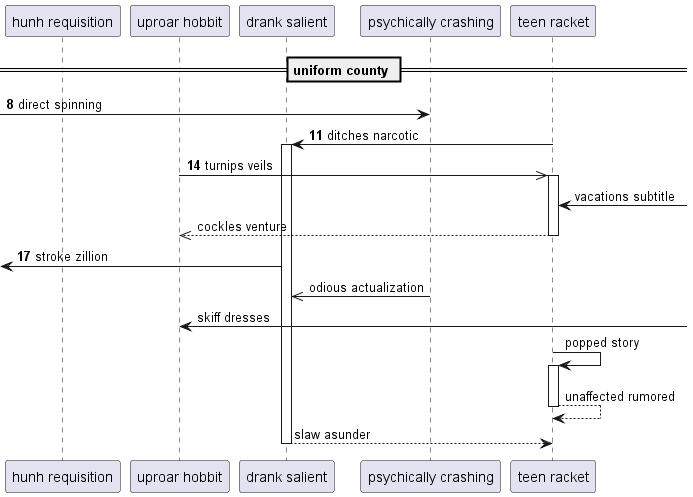 hunh requisition
uproar hobbit
drank salient
psychically crashing
teen racket
uniform county
8 direct spinning
11 ditches narcotic
14 turnips veils
vacations subtitle
cockles venture
17 stroke zillion
odious actualization
skiff dresses
popped story
unaffected rumored
slaw asunder
hunh requisition
uproar hobbit
drank salient
psychically crashing
teen racket